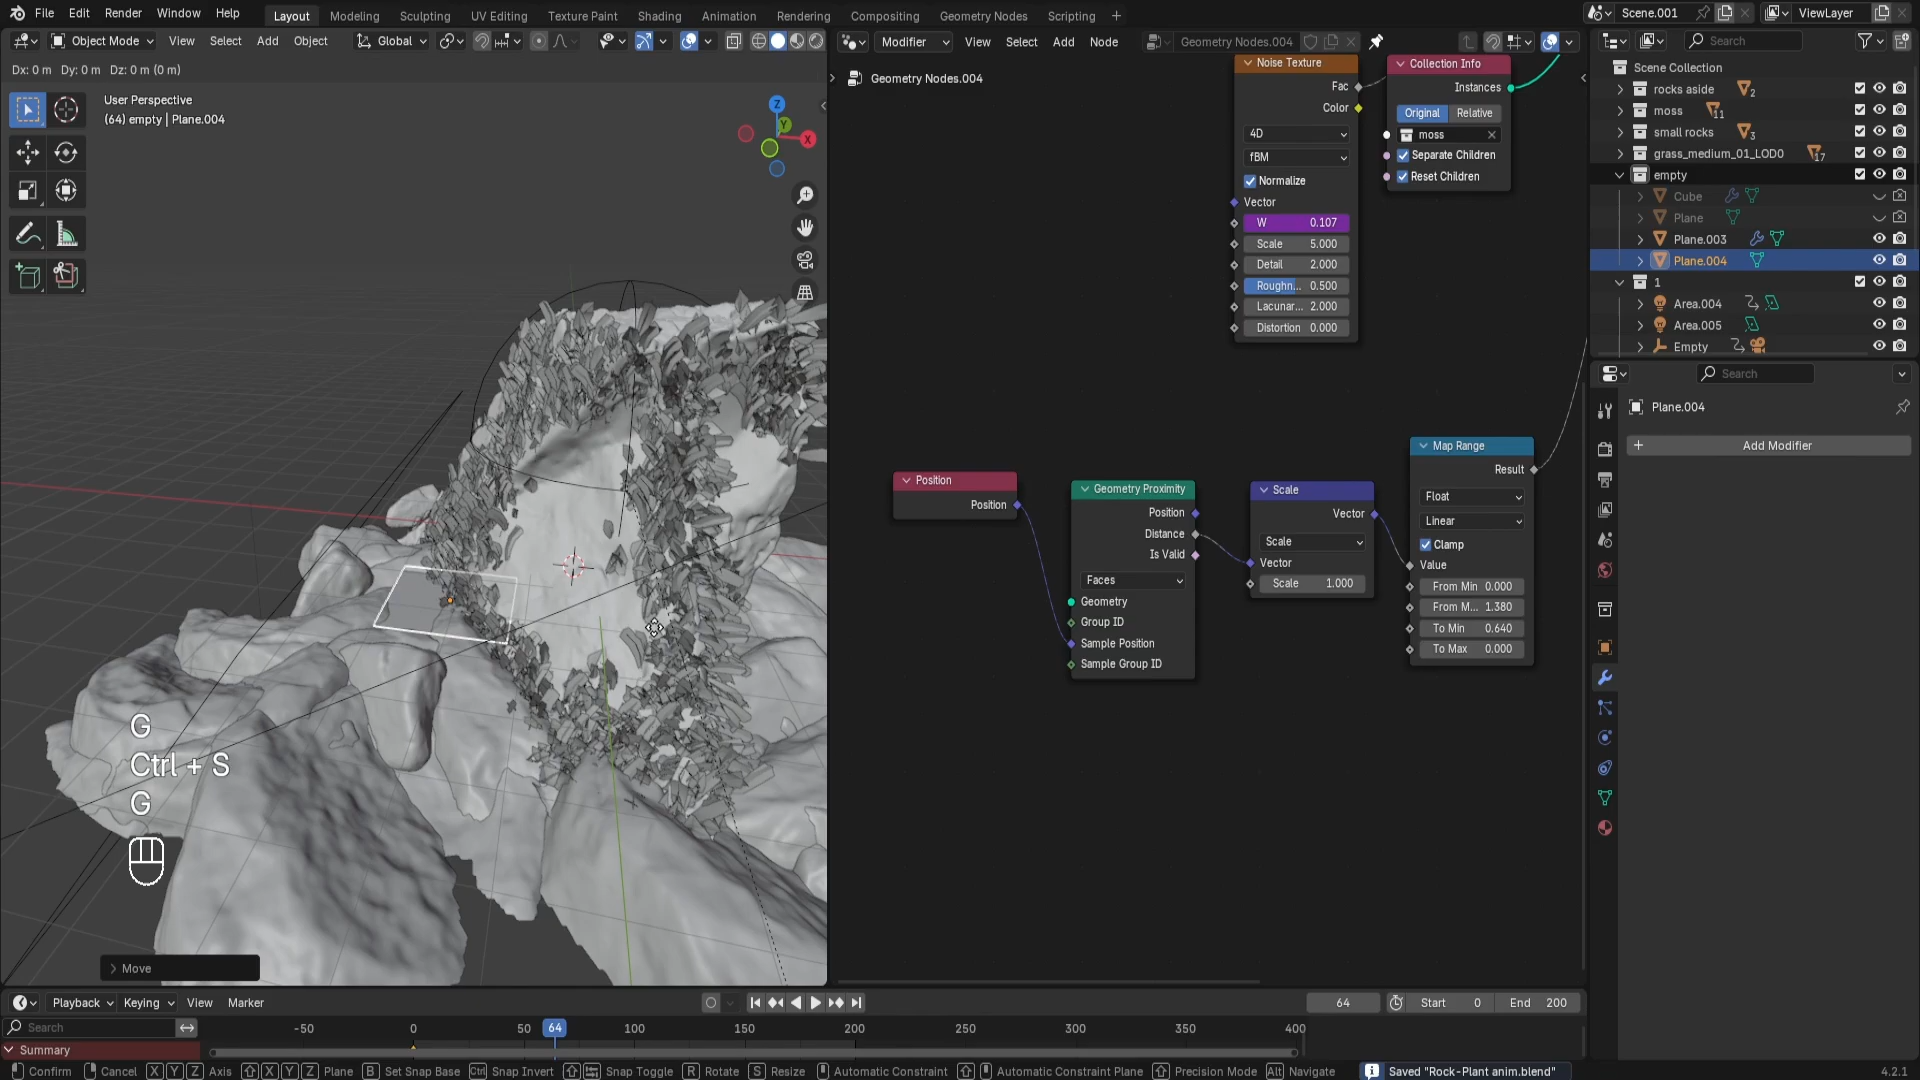 File Edit Render Window Help Layout Modeling Sculpting UV Editing Texture Paint Shading Animation Rendering Compositing Geometry Nodes Scripting + Scene.001 ViewLayer
Object Mode View Select Add Object Global Modifier View Select Add Node Geometry Nodes.004 Search
Dx: 0 m Dy: 0 m Dz: 0 m (0 m)
Geometry Nodes.004
User Perspective
(64) empty | Plane.004
Z
Y
X
Noise Texture
Fac
Color
4D
fBM
Normalize
Vector
W 0.107
Scale 5.000
Detail 2.000
Roughn... 0.500
Lacunar... 2.000
Distortion 0.000
Collection Info
Instances
Original Relative
moss
Separate Children
Reset Children
Position
Position
Geometry Proximity
Position
Distance
Is Valid
Faces
Geometry
Group ID
Sample Position
Sample Group ID
Scale
Vector
Scale
Vector
Scale 1.000
Map Range
Result
Float
Linear
Clamp
Value
From Min 0.000
From M... 1.380
To Min 0.640
To Max 0.000
Scene Collection
rocks aside 2
moss 11
small rocks 3
grass_medium_01_LOD0 17
empty
Cube
Plane
Plane.003
Plane.004
1
Area.004
Area.005
Empty
Search
Plane.004
+ Add Modifier
G
Ctrl + S
G
Move
Playback Keying View Marker 64 Start 0 End 200
Search -50 0 50 64 100 150 200 250 300 350 400
Summary
Confirm Cancel X Y Z Axis X Y Z Plane B Set Snap Base Ctrl Snap Invert Snap Toggle R Rotate S Resize Automatic Constraint Automatic Constraint Plane Precision Mode Alt Navigate Saved "Rock-Plant anim.blend" 4.2.1